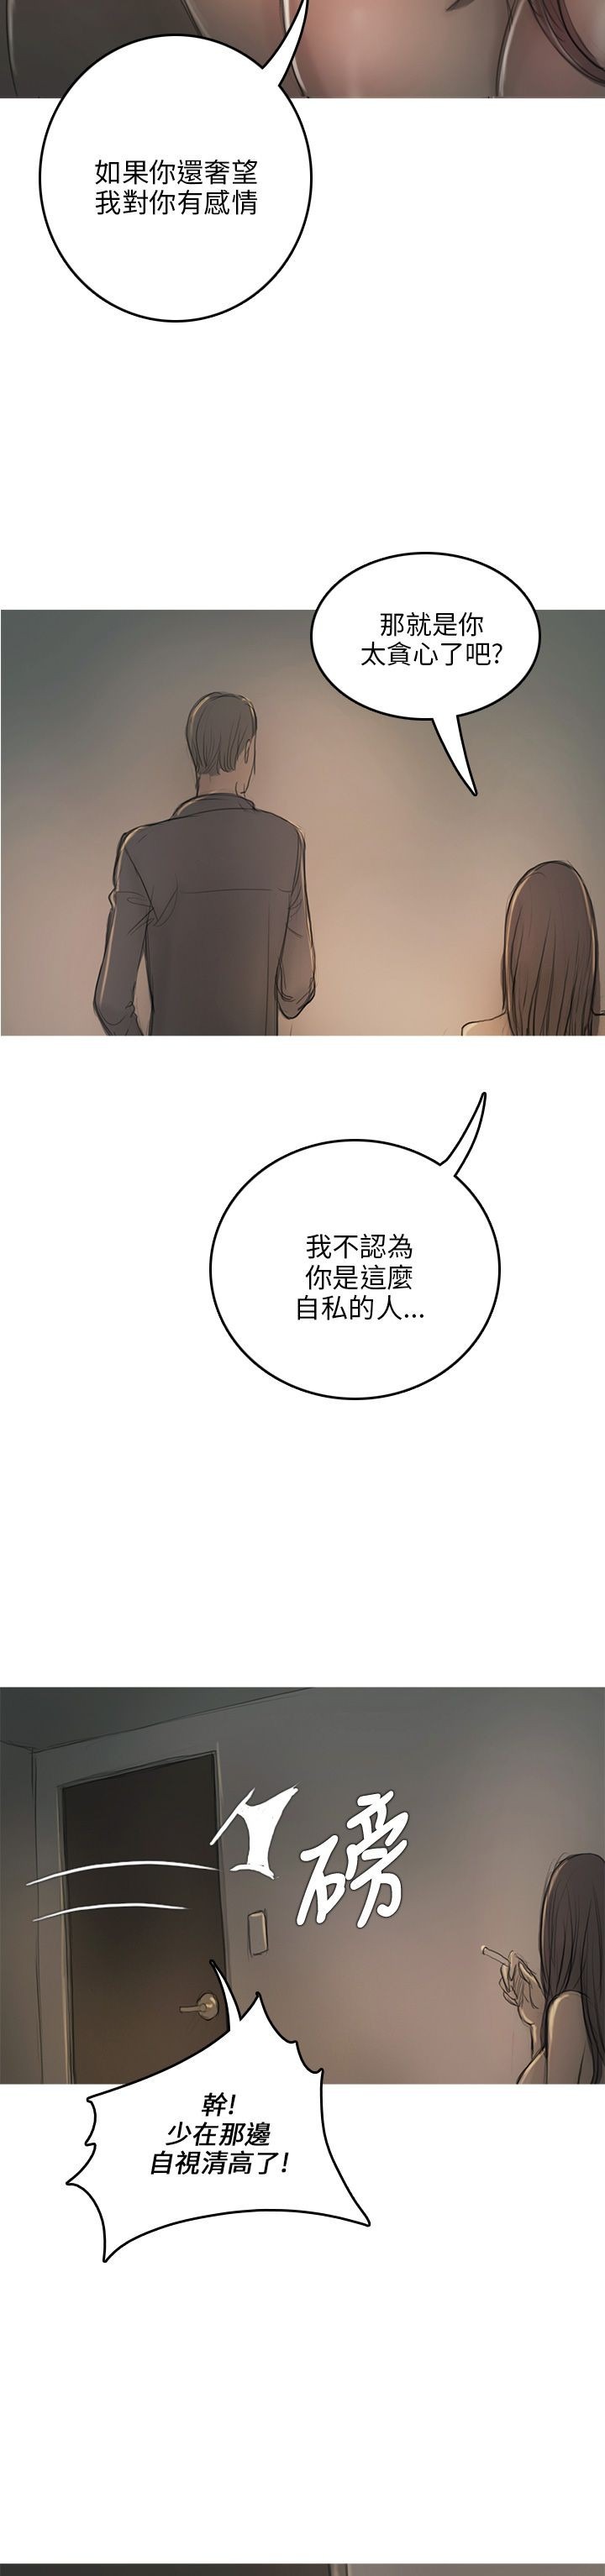 如果你還奢望
我對你有感情
那就是你
太貪心了吧?
我不認為
你是這麼
自私的人...
磅
幹!
少在那邊
自視清高了!